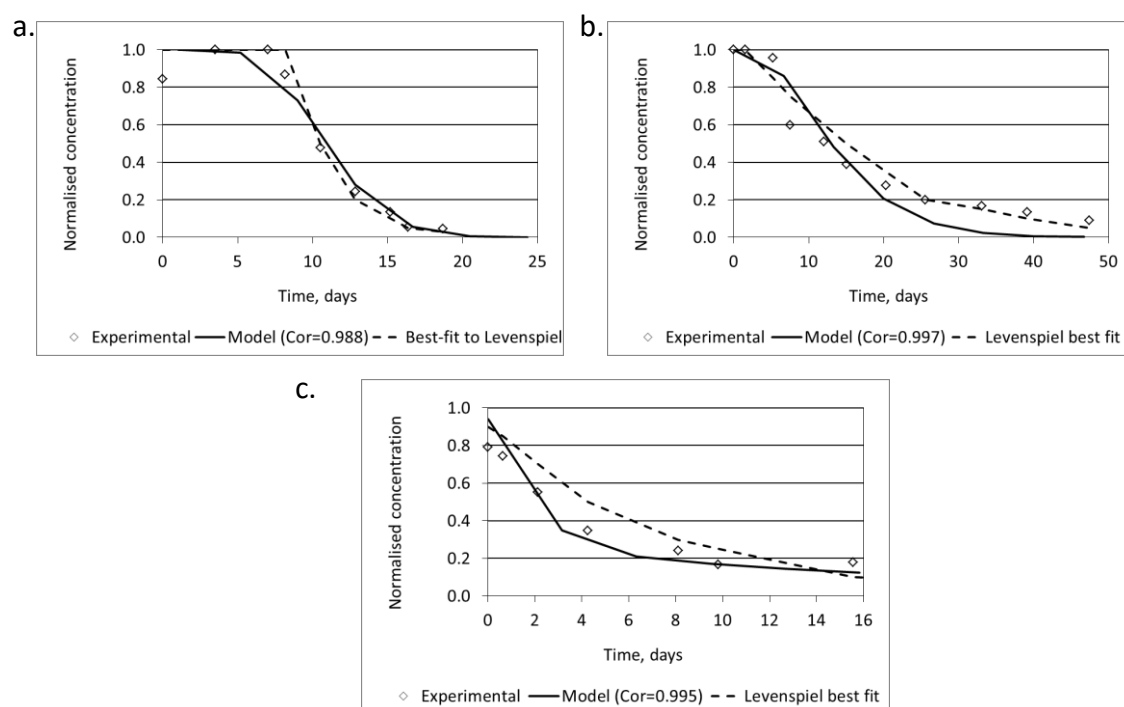 a.
Normalised concentration
1.0
0.8
0.6
0.4
0.2
0.0
0 5 10 15 20 25
Time, days
Experimental Model (Cor=0.988) Best-fit to Levenspiel
b.
Normalised concentration
1.0
0.8
0.6
0.4
0.2
0.0
0 10 20 30 40 50
Time, days
Experimental Model (Cor=0.997) Levenspiel best fit
c.
Normalised concentration
1.0
0.8
0.6
0.4
0.2
0.0
0 2 4 6 8 10 12 14 16
Time, days
Experimental Model (Cor=0.995) Levenspiel best fit